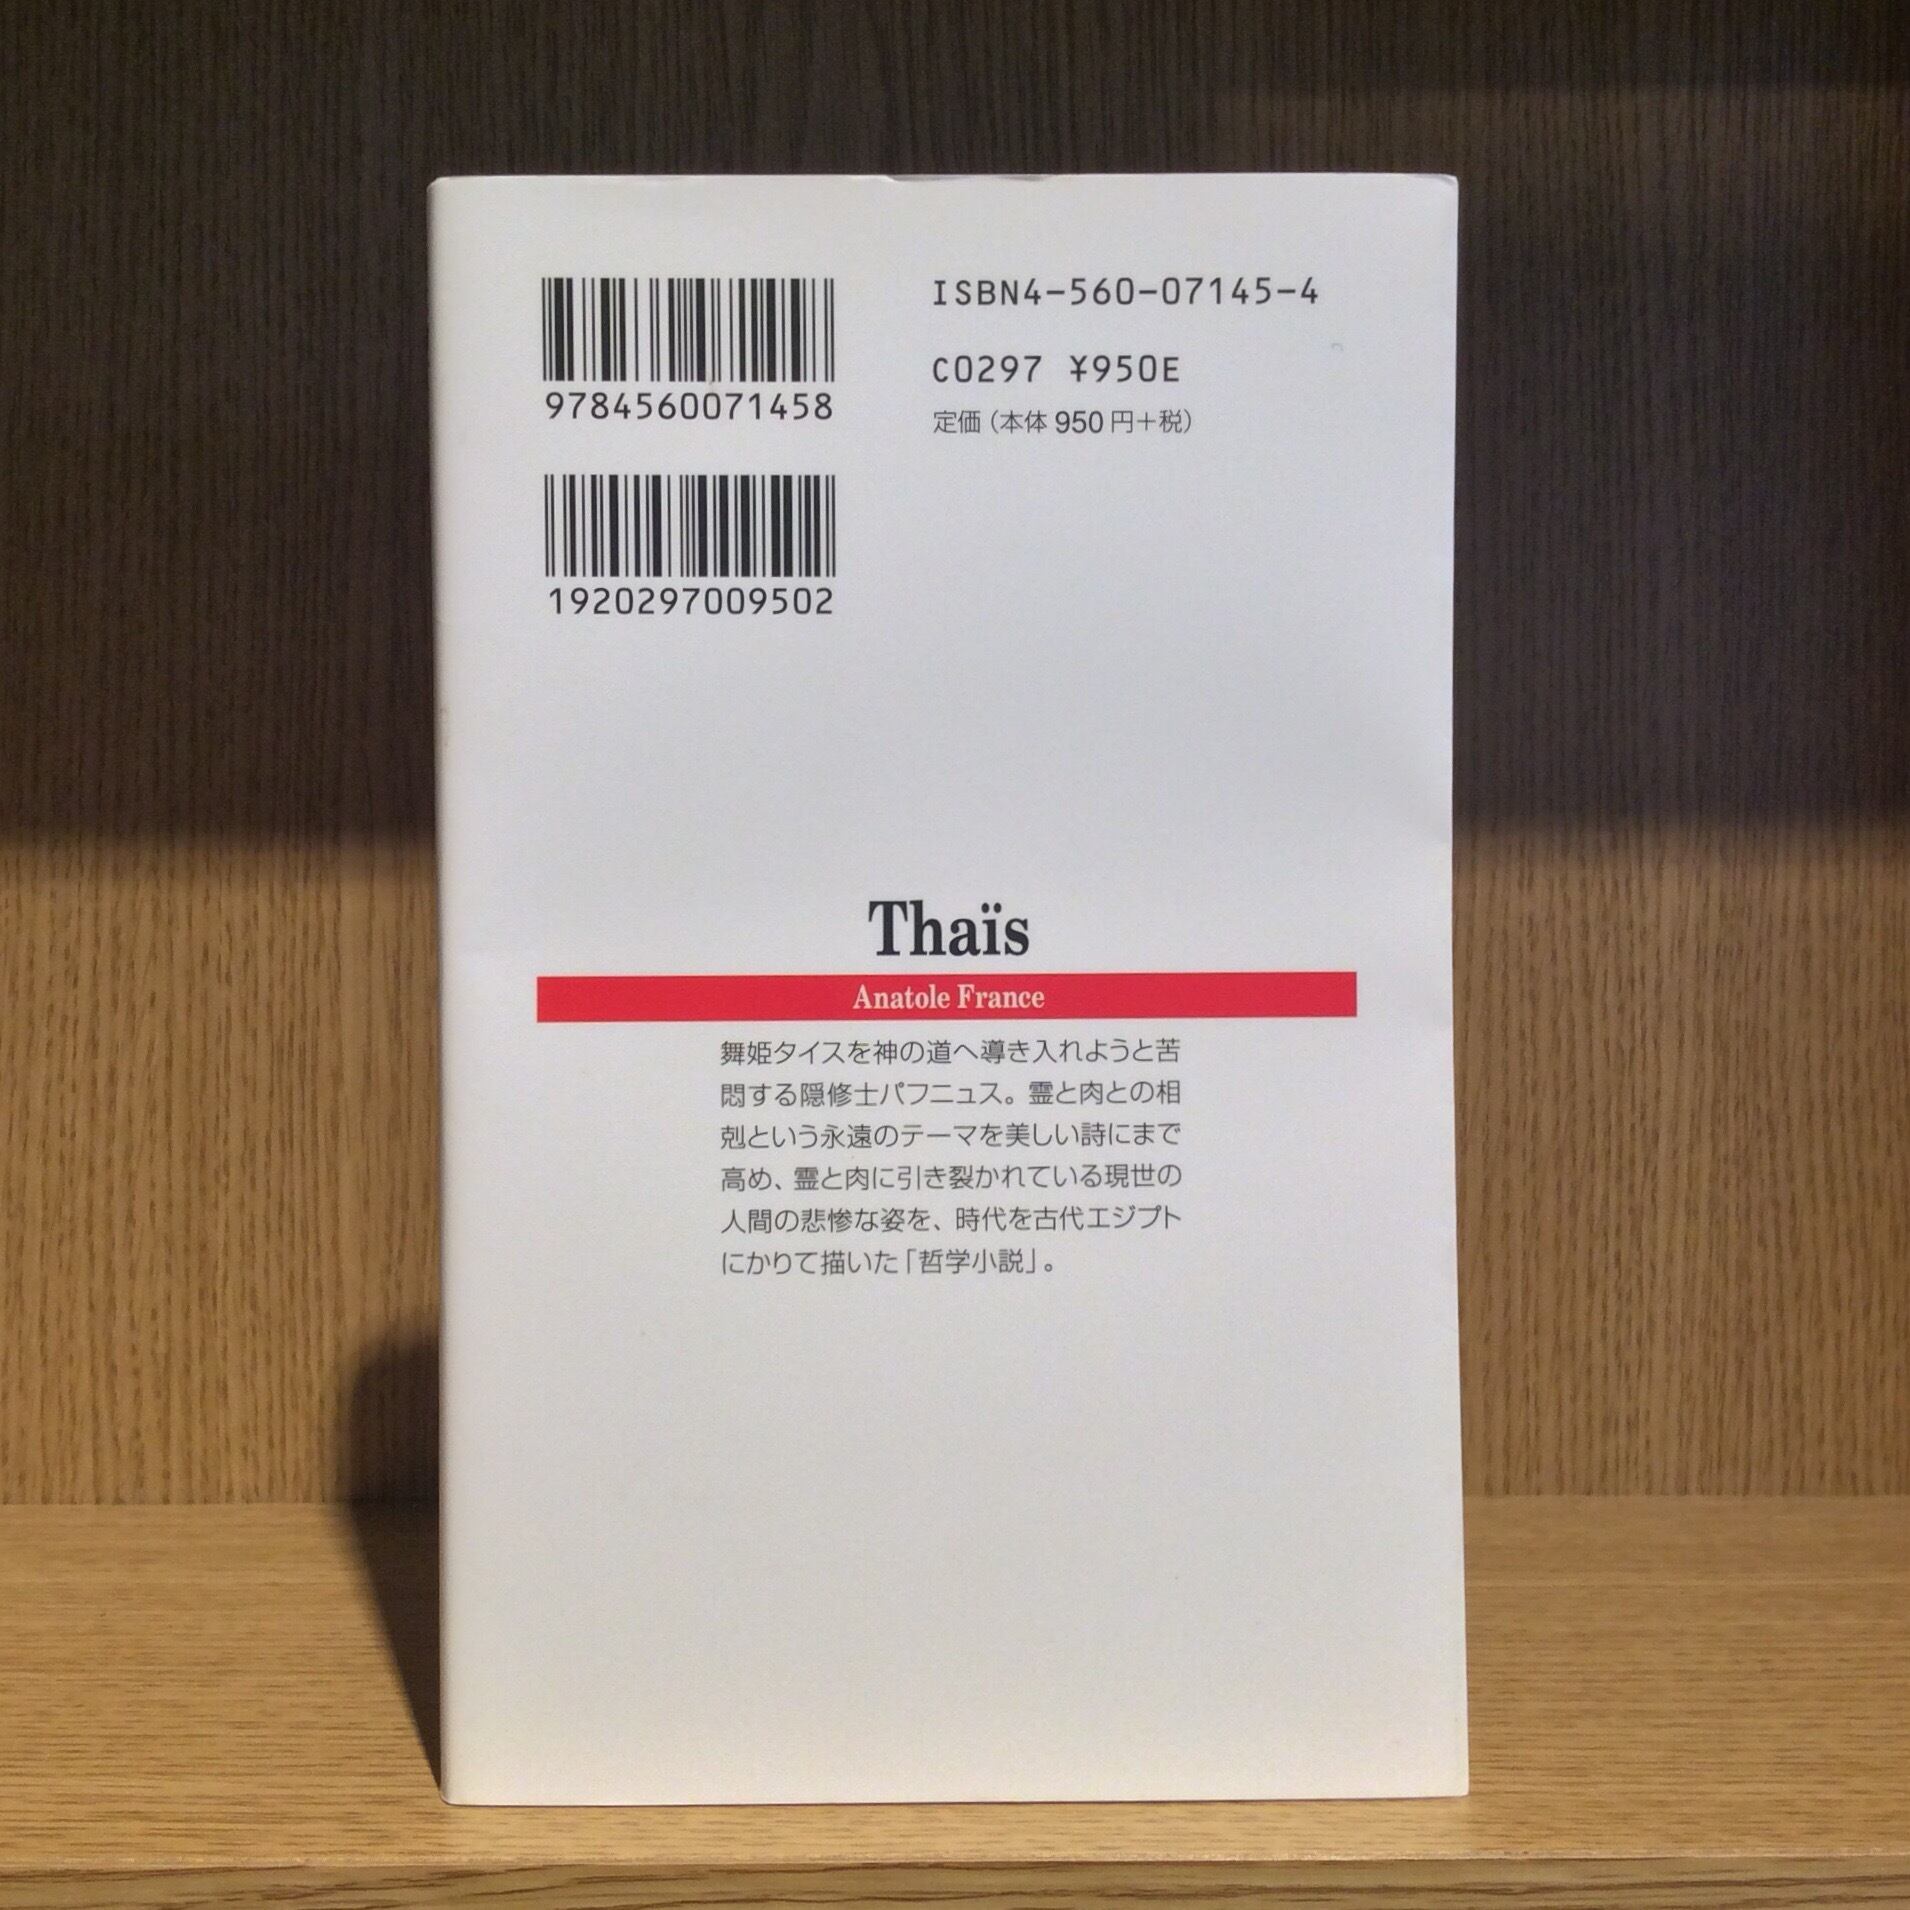 9784560071458
1920297009502
ISBN4-560-07145-4
C0297 ¥950E
定価（本体950円＋税）
Thaïs
Anatole France
舞姫タイスを神の道へ導き入れようと苦
悶する隠修士パフニュス。霊と肉との相
剋という永遠のテーマを美しい詩にまで
高め、霊と肉に引き裂かれている現世の
人間の悲惨な姿を、時代を古代エジプト
にかりて描いた「哲学小説」。